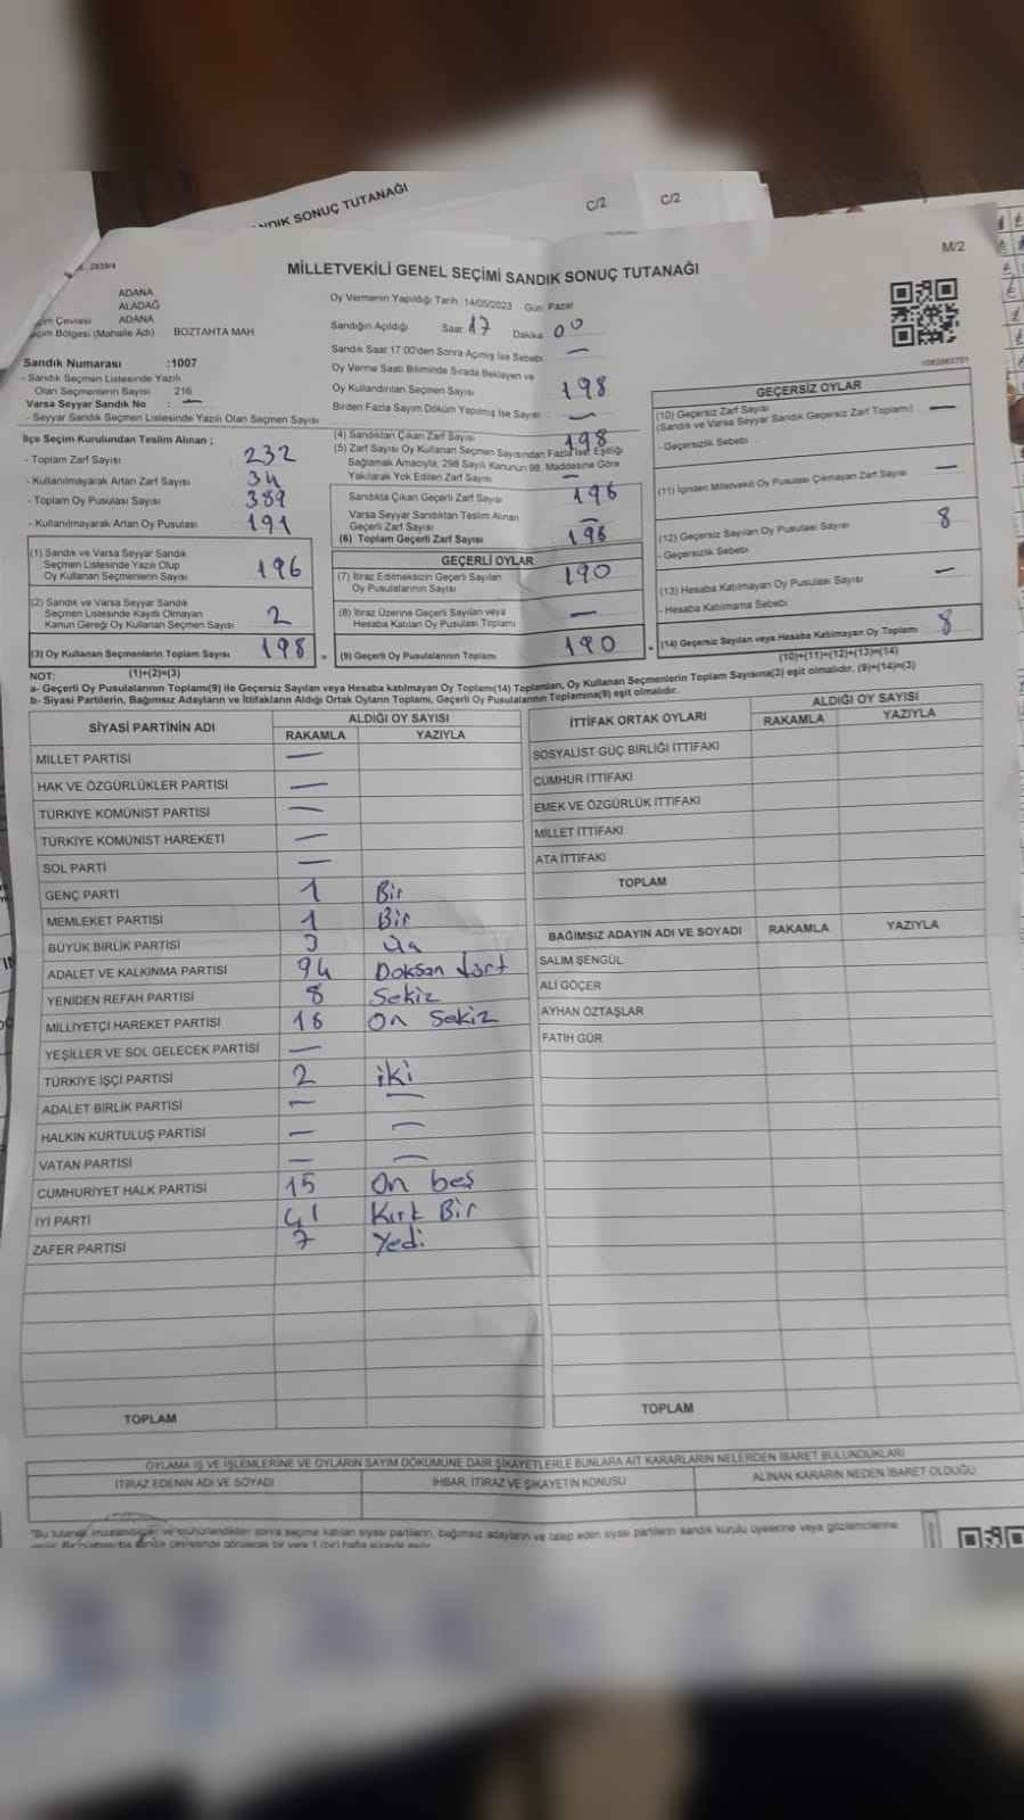 SANDIK SONUÇ TUTANAĞI
C/2
C/2
M/2
MİLLETVEKİLİ GENEL SEÇİMİ SANDIK SONUÇ TUTANAĞI
ADANA
ALADAĞ
ADANA
Seçim Bölgesi (Mahalle Adı) BOZTAHTA MAH
Sandık Numarası :1007
- Sandık Seçmen Listesinde Yazılı
Olan Seçmenlerin Sayısı 216
Varsa Seyyar Sandık No : —
- Seyyar Sandık Seçmen Listesinde Yazılı Olan Seçmen Sayısı
Oy Vermenin Yapıldığı Tarih: 14/05/2023 Gün: Pazar
Sandığın Açıldığı Saat 17 Dakika 00
Sandık Saat 17:00'den Sonra Açılmış İse Sebebi —
Oy Verme Saati Bitiminde Sırada Bekleyen ve
Oy Kullandırılan Seçmen Sayısı 198
Birden Fazla Sayım Döküm Yapılmış İse Sayısı : —
İlçe Seçim Kurulundan Teslim Alınan ;
- Toplam Zarf Sayısı 232
- Kullanılmayarak Artan Zarf Sayısı 34
- Toplam Oy Pusulası Sayısı 389
- Kullanılmayarak Artan Oy Pusulası 191
(1) Sandık ve Varsa Seyyar Sandık
Seçmen Listesinde Yazılı Olup
Oy Kullanan Seçmenlerin Sayısı 196
(2) Sandık ve Varsa Seyyar Sandık
Seçmen Listesinde Kayıtlı Olmayan
Kanun Gereği Oy Kullanan Seçmen Sayısı 2
(3) Oy Kullanan Seçmenlerin Toplam Sayısı 198
(1)+(2)=(3)
(4) Sandıktan Çıkan Zarf Sayısı 198
(5) Zarf Sayısı Oy Kullanan Seçmen Sayısından Fazla İse, Eşitliği
Sağlamak Amacıyla, 298 Sayılı Kanunun 98. Maddesine Göre
Yakılarak Yok Edilen Zarf Sayısı —
Sandıkta Çıkan Geçerli Zarf Sayısı 196
Varsa Seyyar Sandıktan Teslim Alınan
Geçerli Zarf Sayısı —
(6) Toplam Geçerli Zarf Sayısı 196
GEÇERLİ OYLAR
(7) İtiraz Edilmeksizin Geçerli Sayılan
Oy Pusulalarının Sayısı 190
(8) İtiraz Üzerine Geçerli Sayılan veya
Hesaba Katılan Oy Pusulası Toplamı —
(9) Geçerli Oy Pusulalarının Toplamı 190
GEÇERSİZ OYLAR
(10) Geçersiz Zarf Sayısı —
(Sandık ve Varsa Seyyar Sandık Geçersiz Zarf Toplamı)
- Geçersizlik Sebebi
(11) İçinden Milletvekili Oy Pusulası Çıkmayan Zarf Sayısı —
(12) Geçersiz Sayılan Oy Pusulası Sayısı 8
- Geçersizlik Sebebi
(13) Hesaba Katılmayan Oy Pusulası Sayısı —
- Hesaba Katılmama Sebebi
(14) Geçersiz Sayılan veya Hesaba Katılmayan Oy Toplamı 8
(10)+(11)+(12)+(13)=(14)
NOT:
a- Geçerli Oy Pusulalarının Toplamı(9) ile Geçersiz Sayılan veya Hesaba katılmayan Oy Toplamı(14) Toplamları, Oy Kullanan Seçmenlerin Toplam Sayısına(3) eşit olmalıdır. (9)+(14)=(3)
b- Siyasi Partilerin, Bağımsız Adayların ve İttifakların Aldığı Ortak Oyların Toplamı, Geçerli Oy Pusulalarının Toplamına(9) eşit olmalıdır.
SİYASİ PARTİNİN ADI ALDIĞI OY SAYISI
RAKAMLA YAZIYLA
MİLLET PARTİSİ —
HAK VE ÖZGÜRLÜKLER PARTİSİ —
TÜRKİYE KOMÜNİST PARTİSİ —
TÜRKİYE KOMÜNİST HAREKETİ —
SOL PARTİ —
GENÇ PARTİ 1 Bir
MEMLEKET PARTİSİ 1 Bir
BÜYÜK BİRLİK PARTİSİ 3 Üç
ADALET VE KALKINMA PARTİSİ 94 Doksan dört
YENİDEN REFAH PARTİSİ 8 Sekiz
MİLLİYETÇİ HAREKET PARTİSİ 18 On Sekiz
YEŞİLLER VE SOL GELECEK PARTİSİ —
TÜRKİYE İŞÇİ PARTİSİ 2 iki
ADALET BİRLİK PARTİSİ — —
HALKIN KURTULUŞ PARTİSİ — —
VATAN PARTİSİ — —
CUMHURİYET HALK PARTİSİ 15 On beş
İYİ PARTİ 41 Kırk Bir
ZAFER PARTİSİ 7 Yedi
TOPLAM
İTTİFAK ORTAK OYLARI ALDIĞI OY SAYISI
RAKAMLA YAZIYLA
SOSYALİST GÜÇ BİRLİĞİ İTTİFAKI
CUMHUR İTTİFAKI
EMEK VE ÖZGÜRLÜK İTTİFAKI
MİLLET İTTİFAKI
ATA İTTİFAKI
TOPLAM
BAĞIMSIZ ADAYIN ADI VE SOYADI RAKAMLA YAZIYLA
SALİM ŞENGÜL
ALİ GÖÇER
AYHAN ÖZTAŞLAR
FATİH GÜR
TOPLAM
OYLAMA İŞ VE İŞLEMLERİNE VE OYLARIN SAYIM DÖKÜMÜNE DAİR ŞİKAYETLERLE BUNLARA AİT KARARLARIN NELERDEN İBARET BULUNDUKLARI
İTİRAZ EDENİN ADI VE SOYADI İHBAR, İTİRAZ VE ŞİKAYETİN KONUSU ALINAN KARARIN NEDEN İBARET OLDUĞU